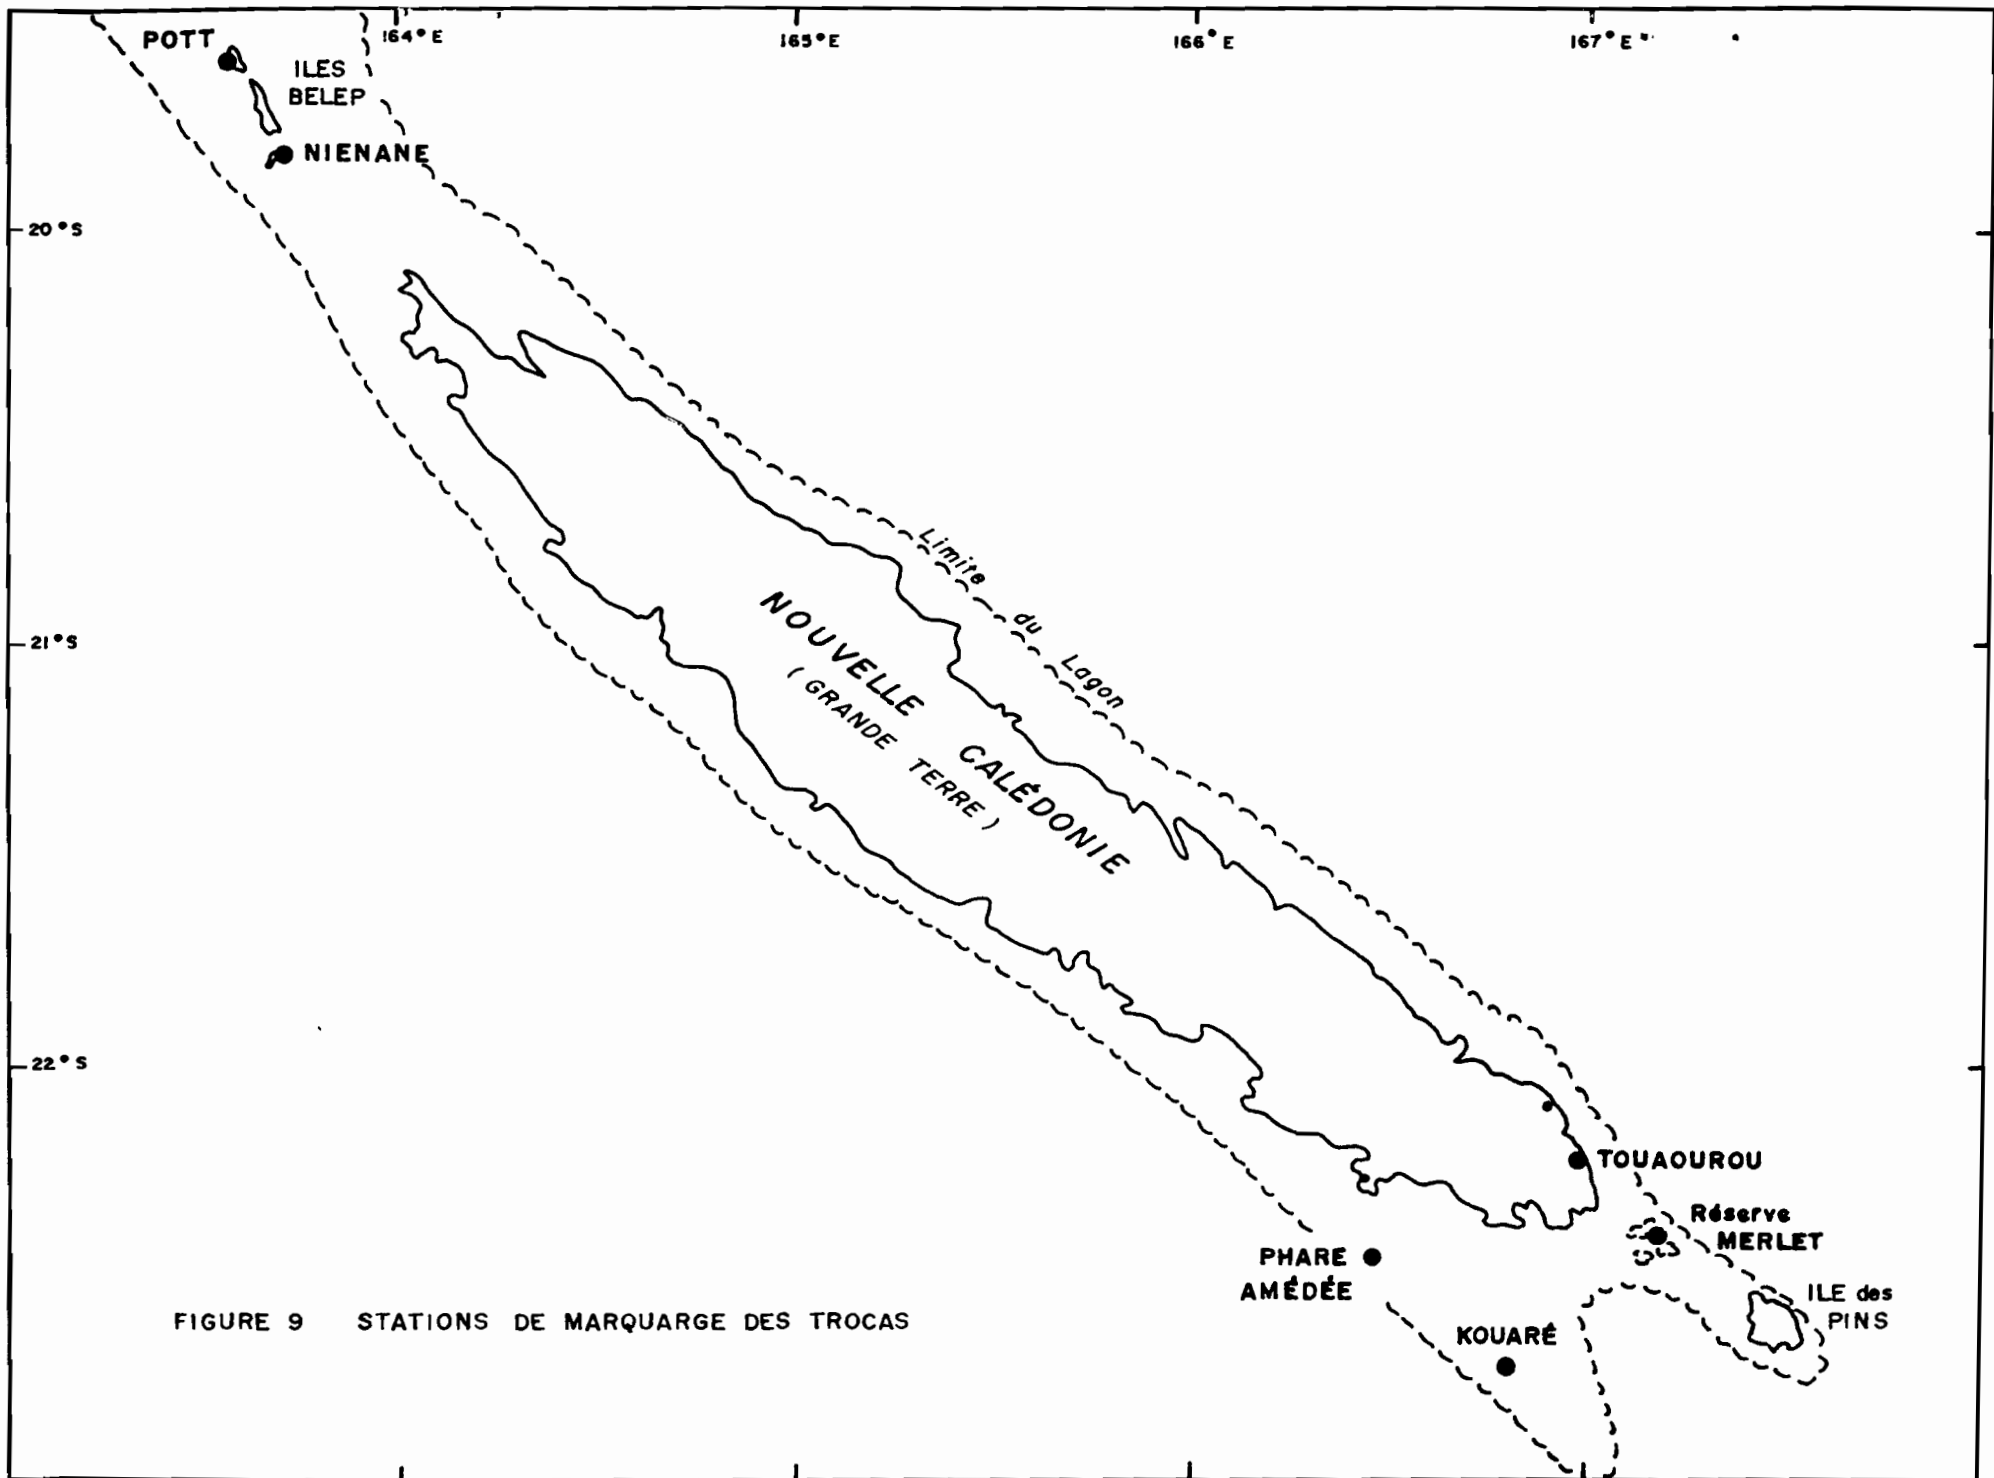 164°E
165°E
166°E
167°E
POTT
ILES
BELEP
NIENANE
20°S
Limite du Lagon
21°S
NOUVELLE CALÉDONIE
(GRANDE TERRE)
22°S
TOUAOUROU
Réserve
MERLET
PHARE
AMÉDÉE
ILE des
PINS
KOUARÉ
FIGURE 9 STATIONS DE MARQUARGE DES TROCAS